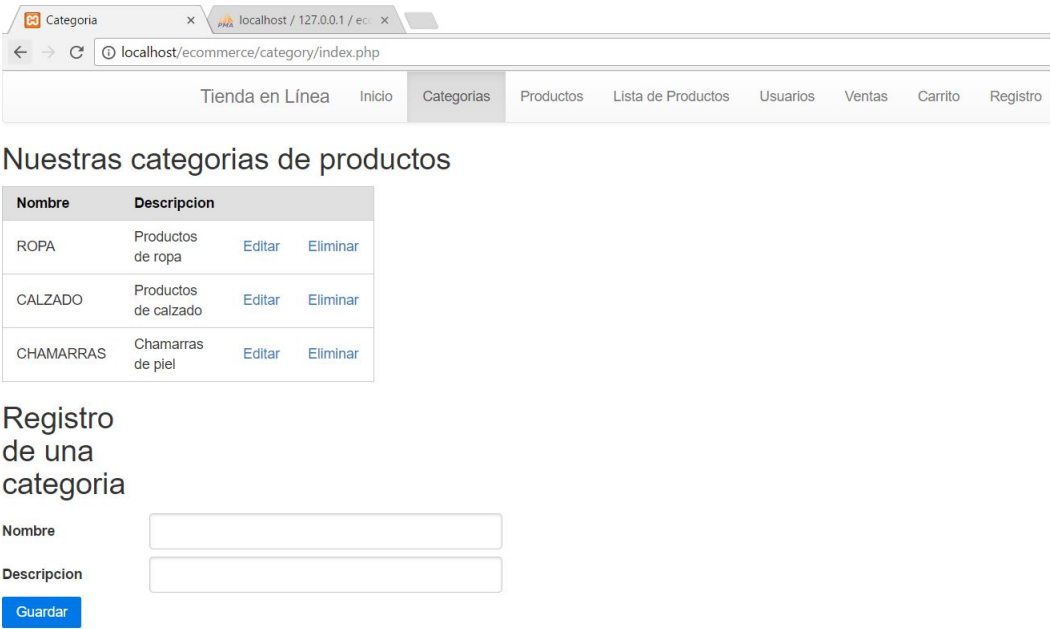 Categoria
localhost / 127.0.0.1 / ec
localhost/ecommerce/category/index.php
Tienda en Línea Inicio Categorias Productos Lista de Productos Usuarios Ventas Carrito Registro
Nuestras categorias de productos
Nombre Descripcion
ROPA Productos de ropa Editar Eliminar
CALZADO Productos de calzado Editar Eliminar
CHAMARRAS Chamarras de piel Editar Eliminar
Registro
de una
categoria
Nombre
Descripcion
Guardar